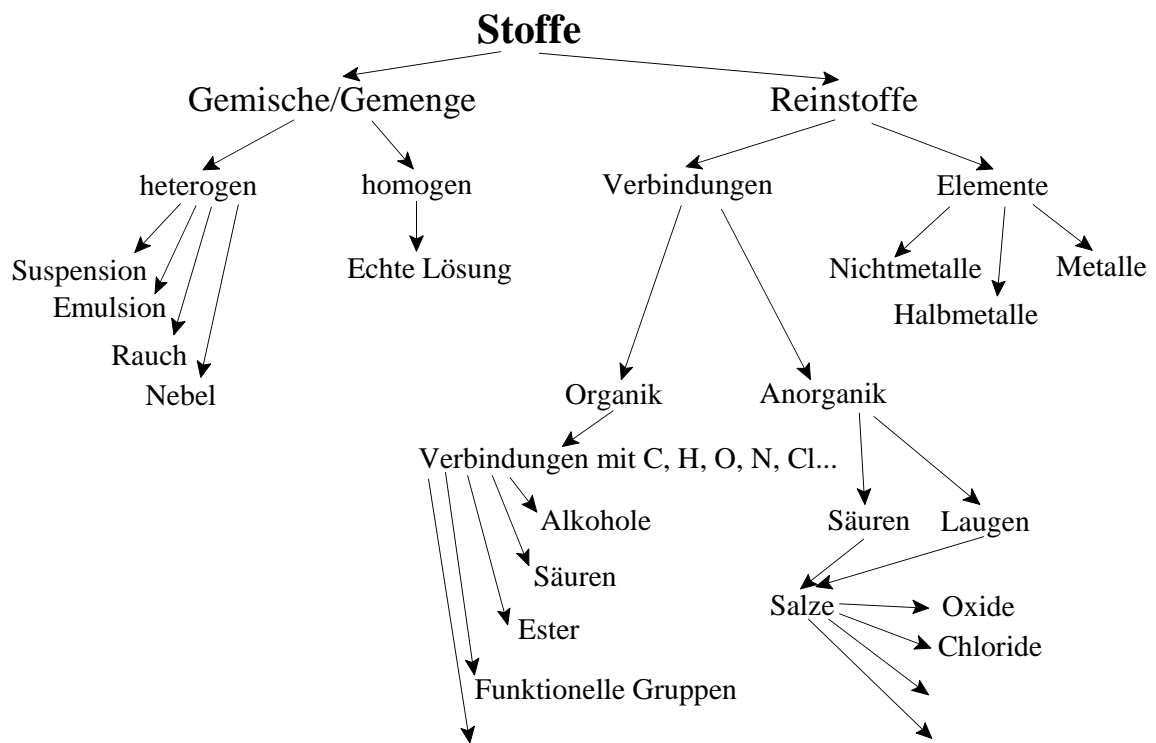 Stoffe
Gemische/Gemenge
Reinstoffe
heterogen
homogen
Verbindungen
Elemente
Suspension
Echte Lösung
Nichtmetalle
Metalle
Emulsion
Halbmetalle
Rauch
Nebel
Organik
Anorganik
Verbindungen mit C, H, O, N, Cl...
Alkohole
Säuren
Laugen
Säuren
Salze
Oxide
Ester
Chloride
Funktionelle Gruppen